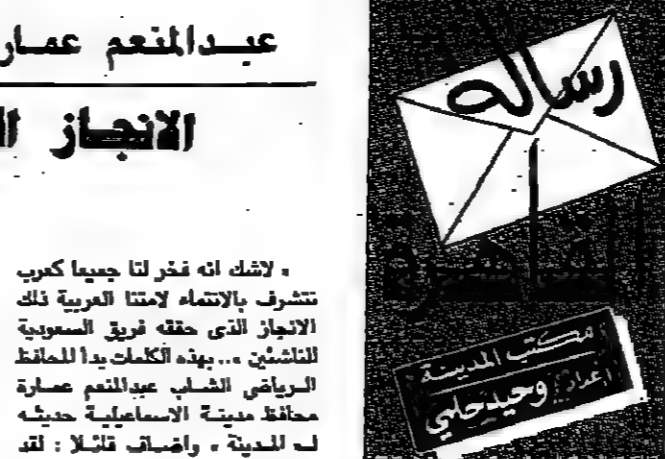 رساله
القاهرة
مكتب المدينة
إعداد: وحيد حلمي
عبدالمنعم عمار
الانجاز ال
« لاشك انه فخر لنا جميعا كعرب
نتشرف بالانتماء لامتنا العربية ذلك
الانجاز الذى حققه فريق السعودية
للناشئين » .. بهذه الكلمات بدأ المحافظ
الرياضى الشاب عبدالمنعم عمارة
محافظ مدينة الاسماعيلية حديثه
لـ المدينة ، واضاف قائلا : لقد